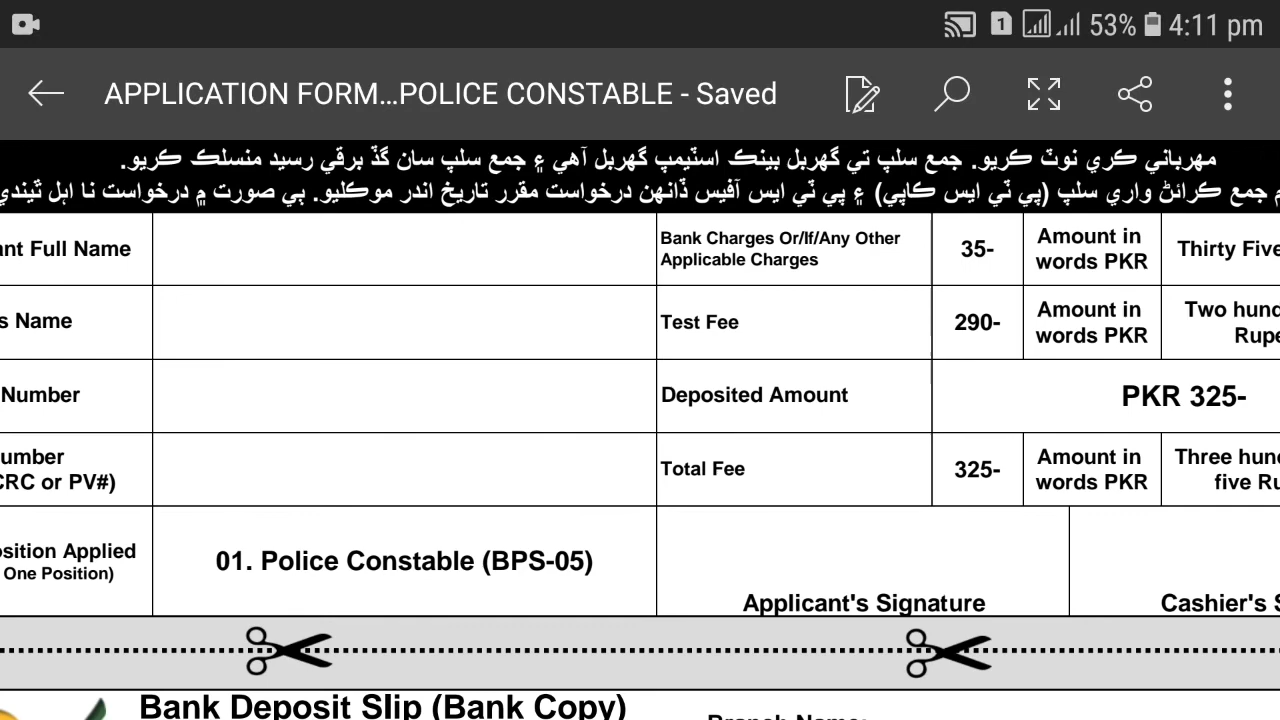 53% 4:11 pm
APPLICATION FORM...POLICE CONSTABLE - Saved
مهرباني ڪري نوٽ ڪريو. جمع سلپ تي گهربل بينڪ اسٽيمپ گهربل آهي ۽ جمع سلپ سان گڏ برقي رسيد منسلڪ ڪريو.
جمع ڪرائڻ واري سلپ (پي ٽي ايس ڪاپي) ۽ پي ٽي ايس آفيس ڏانهن درخواست مقرر تاريخ اندر موڪليو. ٻي صورت ۾ درخواست نا اهل ٿيندي
nt Full Name
Bank Charges Or/If/Any Other
Applicable Charges
35-
Amount in
words PKR
Thirty Five
s Name
Test Fee
290-
Amount in
words PKR
Two hund
Rupe
Number
Deposited Amount
PKR 325-
umber
CRC or PV#)
Total Fee
325-
Amount in
words PKR
Three hund
five Ru
osition Applied
One Position)
01. Police Constable (BPS-05)
Applicant's Signature
Cashier's S
Bank Deposit Slip (Bank Copy)
Branch Name: